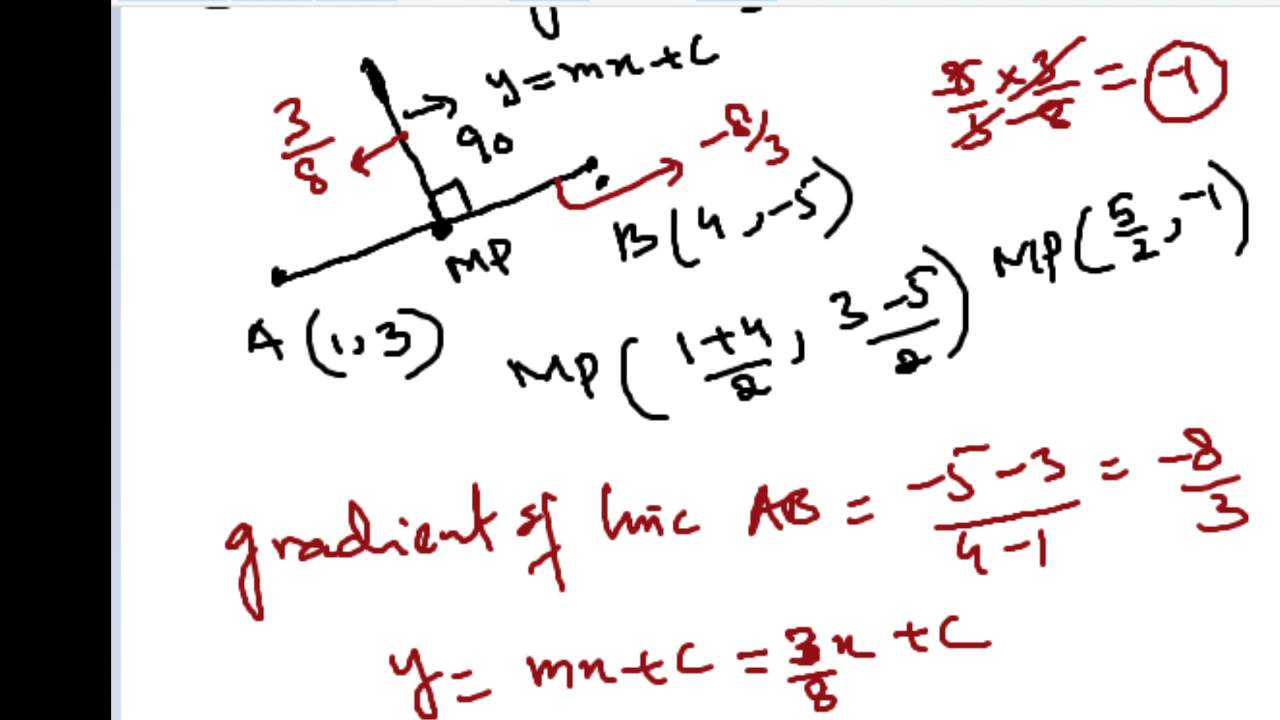 y = mx + c
3/8
90
-8/3
8/3 × 3/-8 = -1
B(4, -5)
MP(5/2, -1)
MP
A (1, 3)
MP(1+4/2, 3-5/2)
gradient of line AB = -5-3/4-1 = -8/3
y = mx + c = 3/8x + c